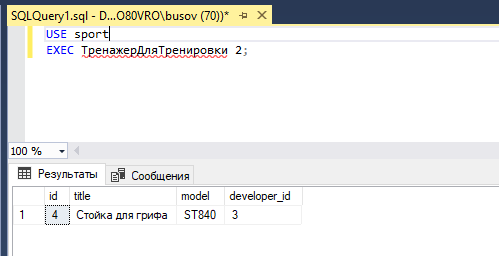 SQLQuery1.sql - D...O80VRO\busov (70))*
USE sport
EXEC ТренажерДляТренировки 2;
100 %
Результаты Сообщения
id title model developer_id
1 4 Стойка для грифа ST840 3